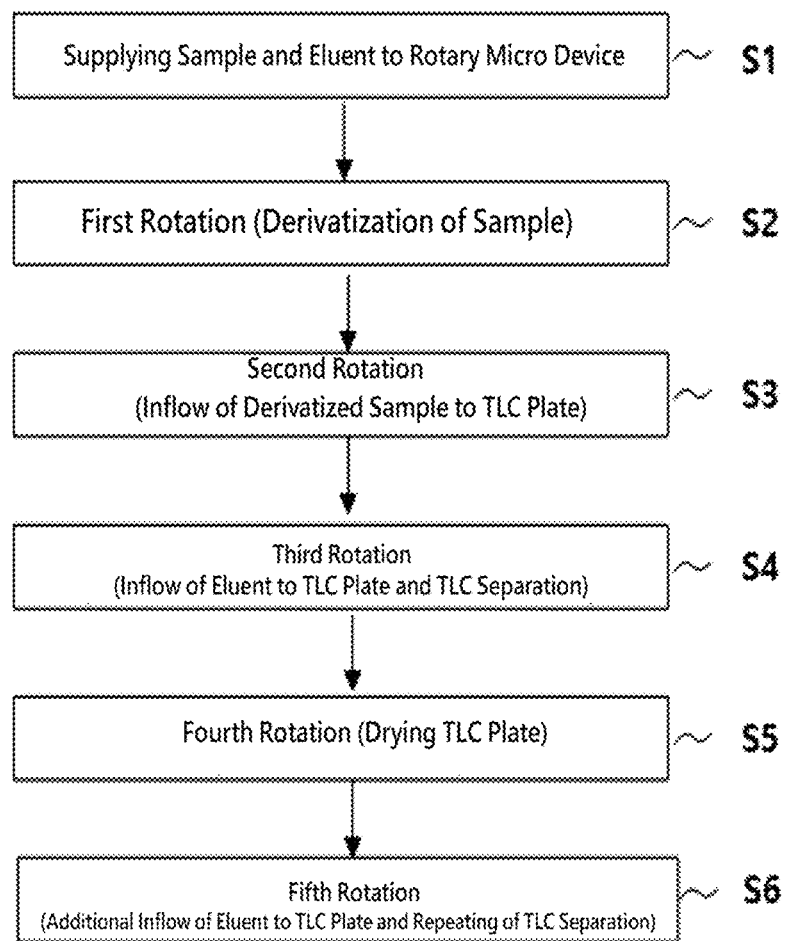 Supplying Sample and Eluent to Rotary Micro Device
S1
First Rotation (Derivatization of Sample)
S2
Second Rotation
(Inflow of Derivatized Sample to TLC Plate)
S3
Third Rotation
(Inflow of Eluent to TLC Plate and TLC Separation)
S4
Fourth Rotation (Drying TLC Plate)
S5
Fifth Rotation
(Additional Inflow of Eluent to TLC Plate and Repeating of TLC Separation)
S6